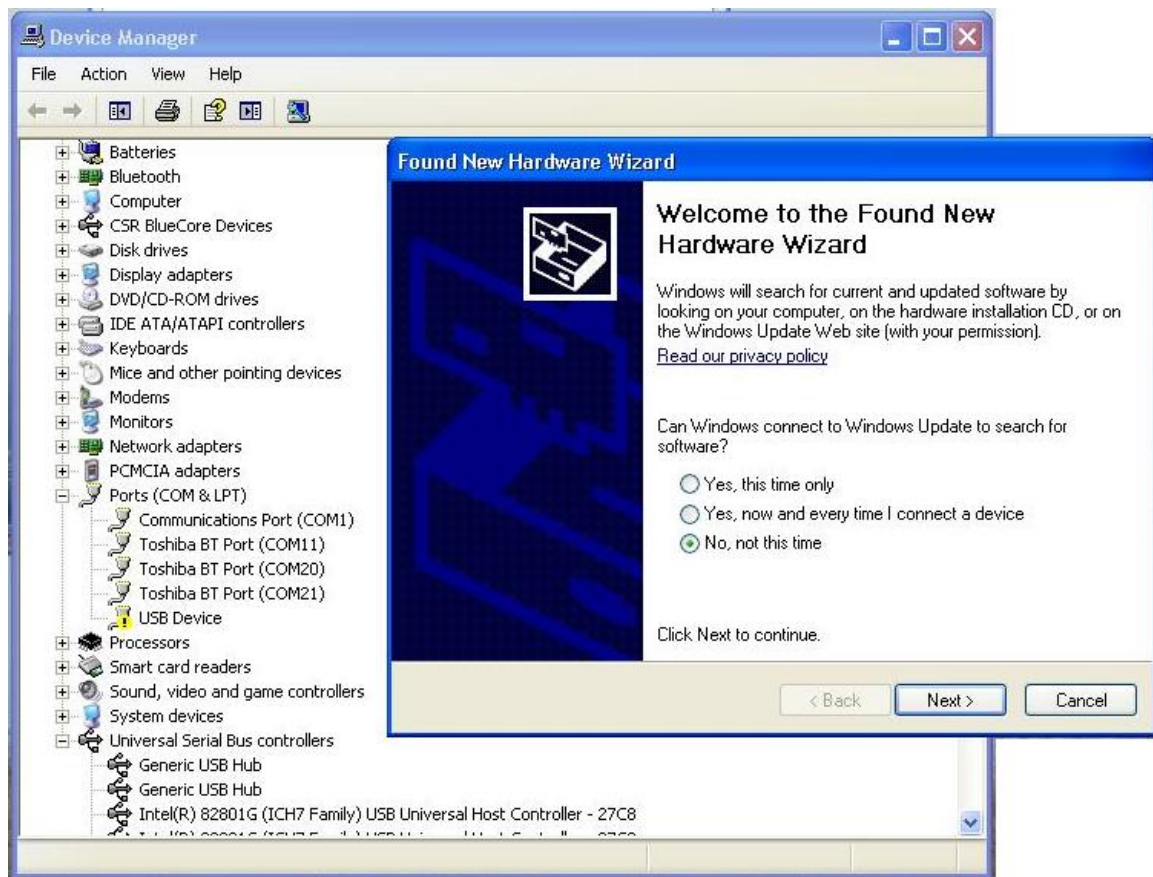 Device Manager
File Action View Help
Batteries
Bluetooth
Computer
CSR BlueCore Devices
Disk drives
Display adapters
DVD/CD-ROM drives
IDE ATA/ATAPI controllers
Keyboards
Mice and other pointing devices
Modems
Monitors
Network adapters
PCMCIA adapters
Ports (COM & LPT)
Communications Port (COM1)
Toshiba BT Port (COM11)
Toshiba BT Port (COM20)
Toshiba BT Port (COM21)
USB Device
Processors
Smart card readers
Sound, video and game controllers
System devices
Universal Serial Bus controllers
Generic USB Hub
Generic USB Hub
Intel(R) 82801G (ICH7 Family) USB Universal Host Controller - 27C8
Found New Hardware Wizard
Welcome to the Found New
Hardware Wizard
Windows will search for current and updated software by
looking on your computer, on the hardware installation CD, or on
the Windows Update Web site (with your permission).
Read our privacy policy
Can Windows connect to Windows Update to search for
software?
Yes, this time only
Yes, now and every time I connect a device
No, not this time
Click Next to continue.
< Back Next > Cancel